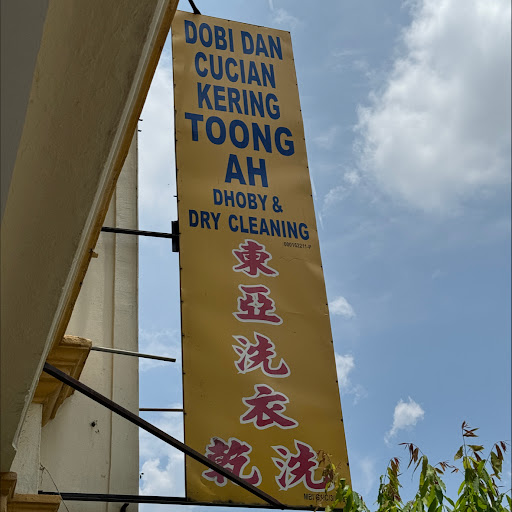 DOBI DAN
CUCIAN
KERING
TOONG
AH
DHOBY &
DRY CLEANING
東
亞
洗
衣
乾洗